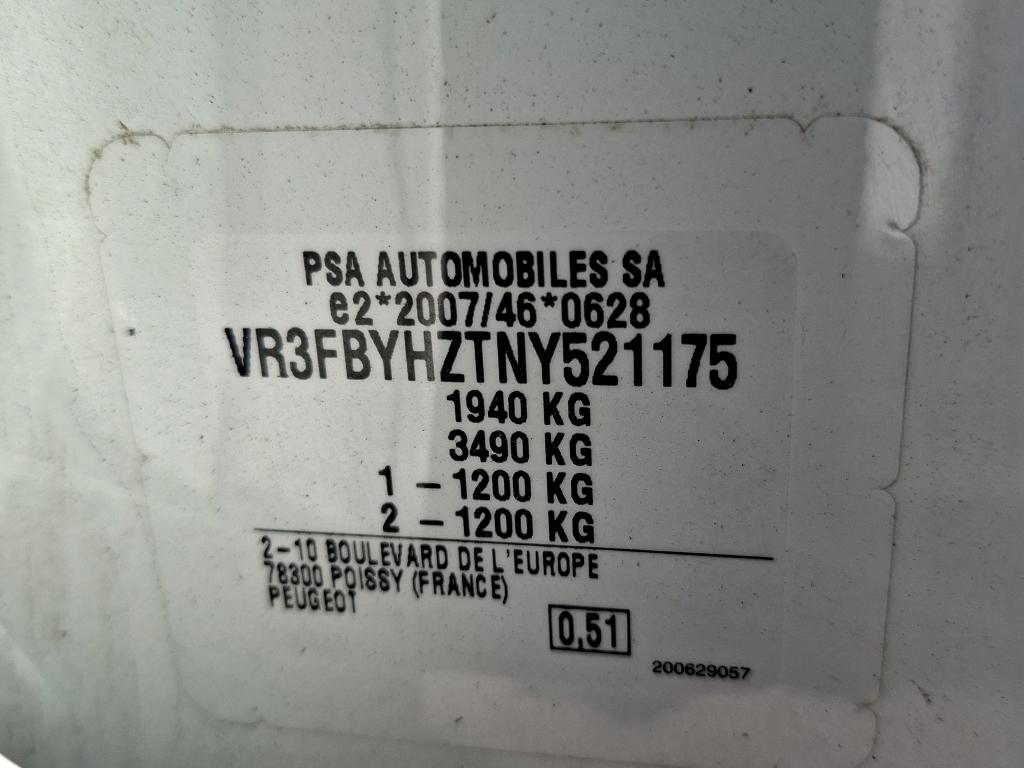 PSA AUTOMOBILES SA
e2*2007/46*0628
VR3FBYHZTNY521175
1940 KG
3490 KG
1 - 1200 KG
2 - 1200 KG
2-10 BOULEVARD DE L'EUROPE
78300 POISSY (FRANCE)
PEUGEOT
0,51
200629057